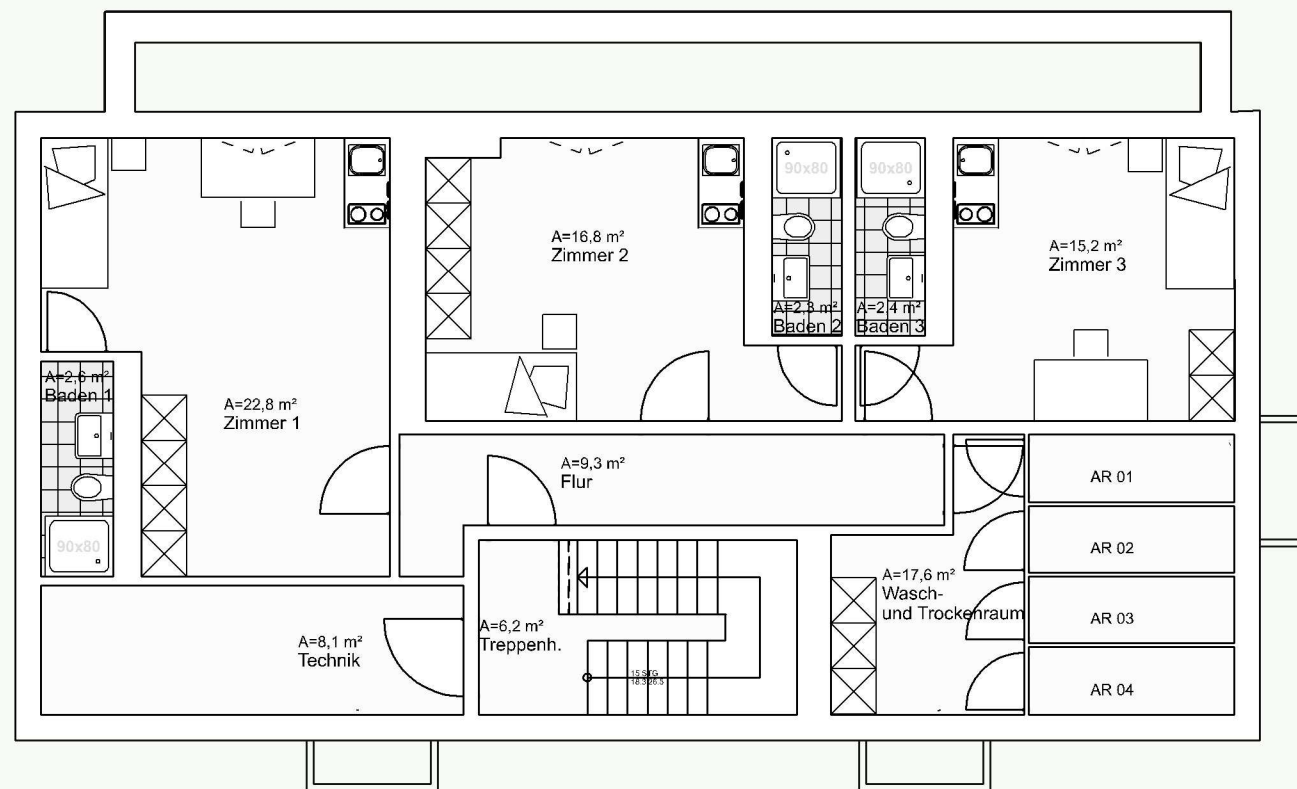 90x80
90x80
A=16,8 m²
Zimmer 2
A=15,2 m²
Zimmer 3
A=2,3 m²
Baden 2
A=2,4 m²
Baden 3
A=2,6 m²
Baden 1
A=22,8 m²
Zimmer 1
A=9,3 m²
Flur
AR 01
90x80
AR 02
A=17,6 m²
Wasch-
und Trockenraum
AR 03
A=8,1 m²
Technik
A=6,2 m²
Treppenh.
15 STG
AR 04